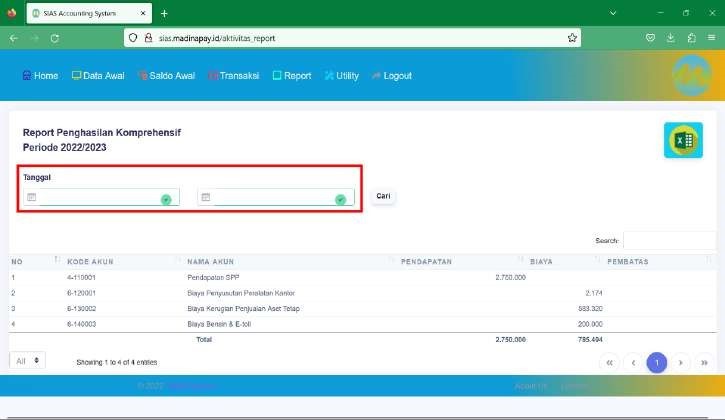 SIAS Accounting System
sias.madinapay.id/aktivitas_report
Home Data Awal Saldo Awal Transaksi Report Utility Logout
Report Penghasilan Komprehensif
Periode 2022/2023
Tanggal
Cari
Search:
NO KODE AKUN NAMA AKUN PENDAPATAN BIAYA PEMBATAS
1 4-110001 Pendapatan SPP 2.750.000
2 6-120001 Biaya Penyusutan Peralatan Kantor 2.174
3 6-130002 Biaya Kerugian Penjualan Aset Tetap 583.320
4 6-140003 Biaya Bensin & E-toll 200.000
Total 2.750.000 785.494
All Showing 1 to 4 of 4 entities « ‹ 1 › »
© 2022
About Us